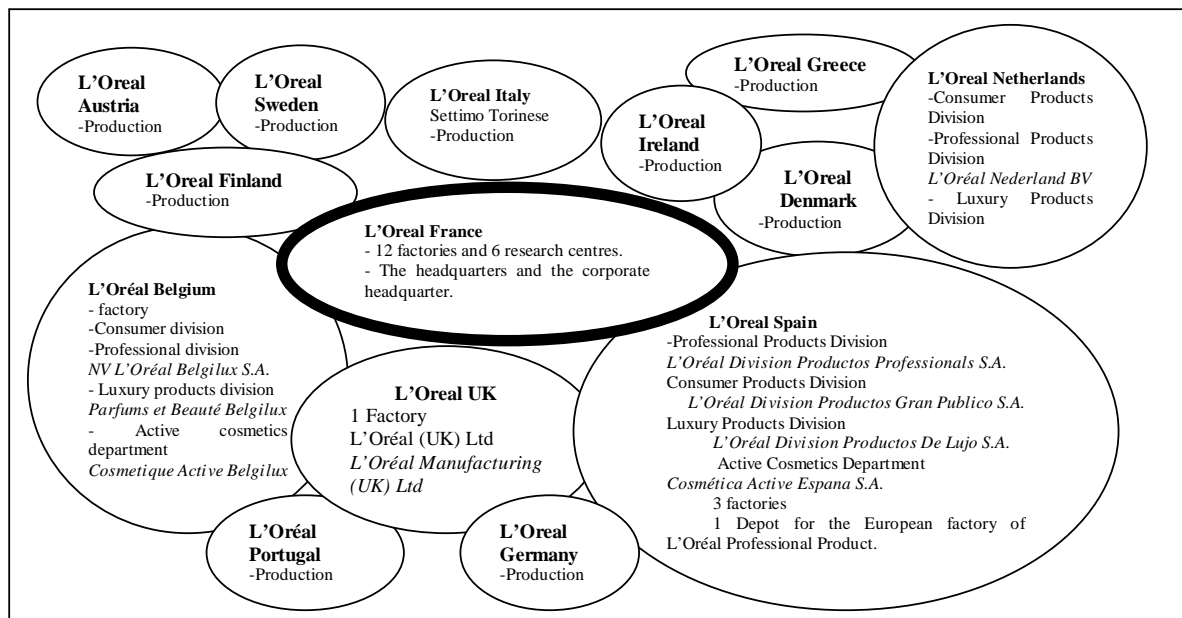 L’Oreal
Austria
-Production
L’Oreal
Sweden
-Production
L’Oreal Italy
Settimo Torinese
-Production
L’Oreal Greece
-Production
L’Oreal
Ireland
-Production
L’Oreal Netherlands
-Consumer Products
Division
-Professional Products
Division
L’Oréal Nederland BV
- Luxury Products
Division
L’Oreal Finland
-Production
L’Oreal
Denmark
-Production
L’Oreal France
- 12 factories and 6 research centres.
- The headquarters and the corporate
headquarter.
L’Oréal Belgium
- factory
-Consumer division
-Professional division
NV L’Oréal Belgilux S.A.
- Luxury products division
Parfums et Beauté Belgilux
- Active cosmetics
department
Cosmetique Active Belgilux
L’Oreal UK
1 Factory
L’Oréal (UK) Ltd
L’Oréal Manufacturing
(UK) Ltd
L’Oreal Spain
-Professional Products Division
L’Oréal Division Productos Professionals S.A.
Consumer Products Division
L’Oréal Division Productos Gran Publico S.A.
Luxury Products Division
L’Oréal Division Productos De Lujo S.A.
Active Cosmetics Department
Cosmética Active Espana S.A.
3 factories
1 Depot for the European factory of
L’Oréal Professional Product.
L’Oréal
Portugal
-Production
L’Oreal
Germany
-Production